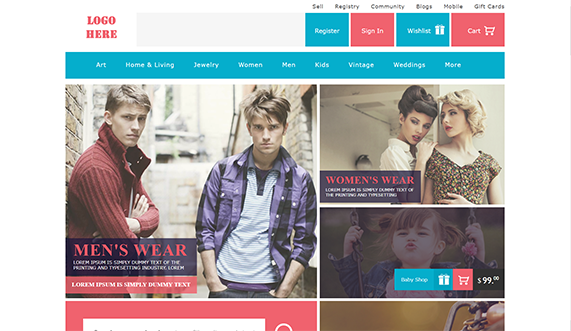 Sell Registry Community Blogs Mobile Gift Cards
LOGO
HERE
Register Sign In Wishlist Cart
Art Home & Living Jewelry Women Men Kids Vintage Weddings More
MEN'S WEAR
LOREM IPSUM IS SIMPLY DUMMY TEXT OF THE
PRINTING AND TYPESETTING INDUSTRY, LOREM
LOREM IPSUM IS SIMPLY DUMMY TEXT
WOMEN'S WEAR
LOREM IPSUM IS SIMPLY DUMMY TEXT OF
THE PRINTING AND TYPESETTING
Baby Shop $ 99.00